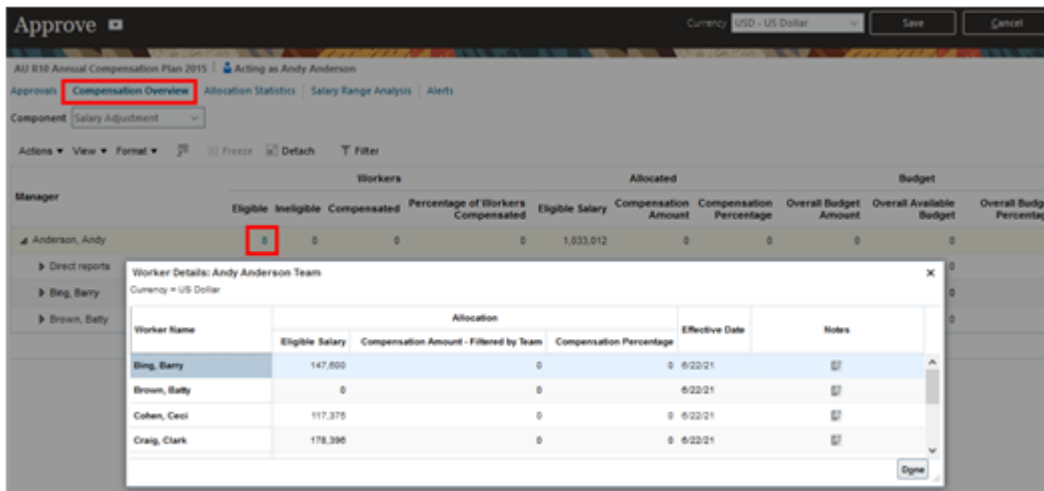 Approve
Currency USD - US Dollar
Save
Cancel
AU R10 Annual Compensation Plan 2015 | Acting as Andy Anderson
Approvals Compensation Overview Allocation Statistics Salary Range Analysis Alerts
Component Salary Adjustment
Actions View Format Freeze Detach Filter
Manager
Workers Allocated Budget
Eligible Ineligible Compensated Percentage of Workers Compensated Eligible Salary Compensation Amount Compensation Percentage Overall Budget Amount Overall Available Budget Overall
Anderson, Andy 8 0 0 0 1,033,012 0 0 0 0
Direct reports 0
Bing, Barry 0
Brown, Batty 0
Worker Details: Andy Anderson Team
Currency = US Dollar
Worker Name Allocation Effective Date Notes
Eligible Salary Compensation Amount - Filtered by Team Compensation Percentage
Bing, Barry 147,600 0 0 6/22/21
Brown, Batty 0 0 6/22/21
Cohen, Ceci 117,375 0 0 6/22/21
Craig, Clark 178,396 0 0 6/22/21
Done